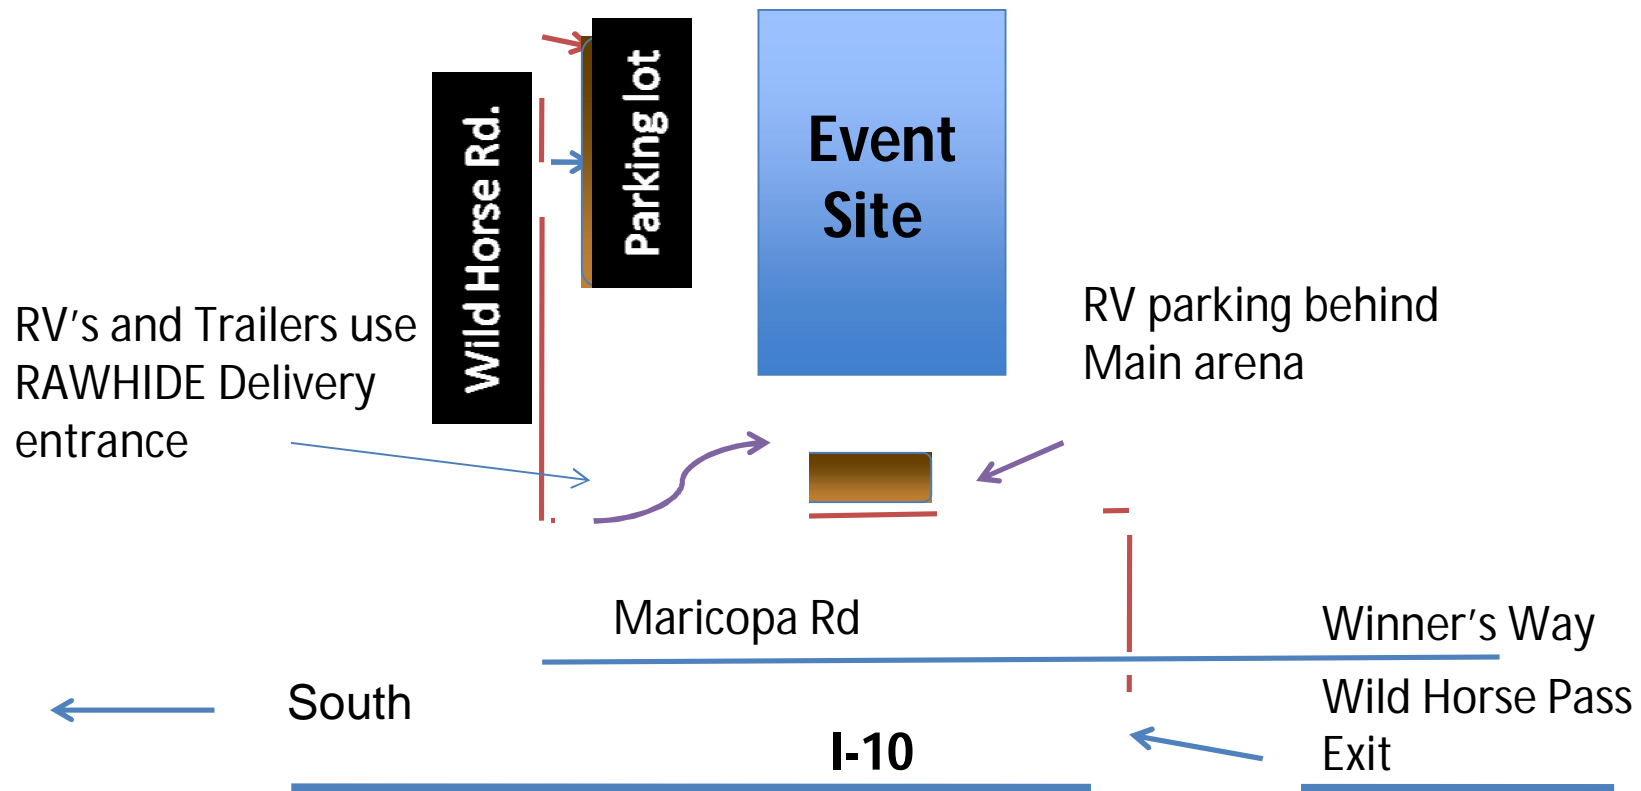 Wild Horse Rd.
Parking lot
Event
Site
RV's and Trailers use
RAWHIDE Delivery
entrance
RV parking behind
Main arena
Maricopa Rd
Winner's Way
South
Wild Horse Pass
Exit
I-10